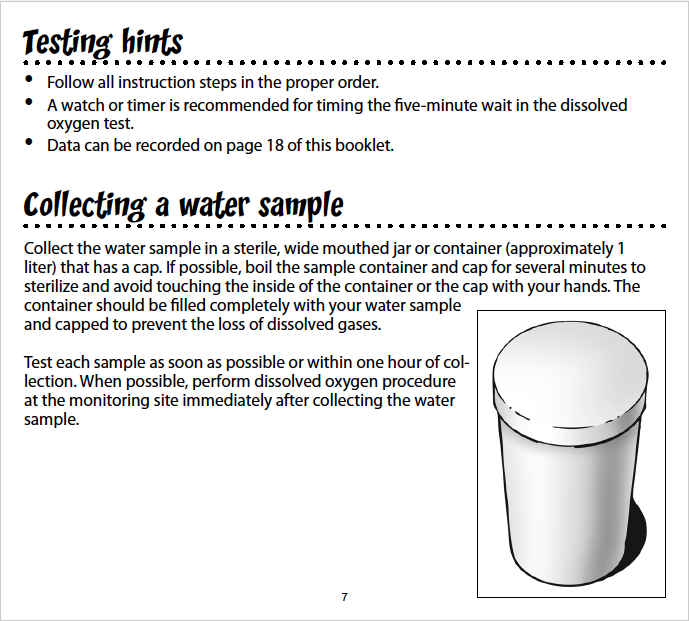 Testing hints
• Follow all instruction steps in the proper order.
• A watch or timer is recommended for timing the five-minute wait in the dissolved
oxygen test.
• Data can be recorded on page 18 of this booklet.
Collecting a water sample
Collect the water sample in a sterile, wide mouthed jar or container (approximately 1
liter) that has a cap. If possible, boil the sample container and cap for several minutes to
sterilize and avoid touching the inside of the container or the cap with your hands. The
container should be filled completely with your water sample
and capped to prevent the loss of dissolved gases.
Test each sample as soon as possible or within one hour of col-
lection. When possible, perform dissolved oxygen procedure
at the monitoring site immediately after collecting the water
sample.
7